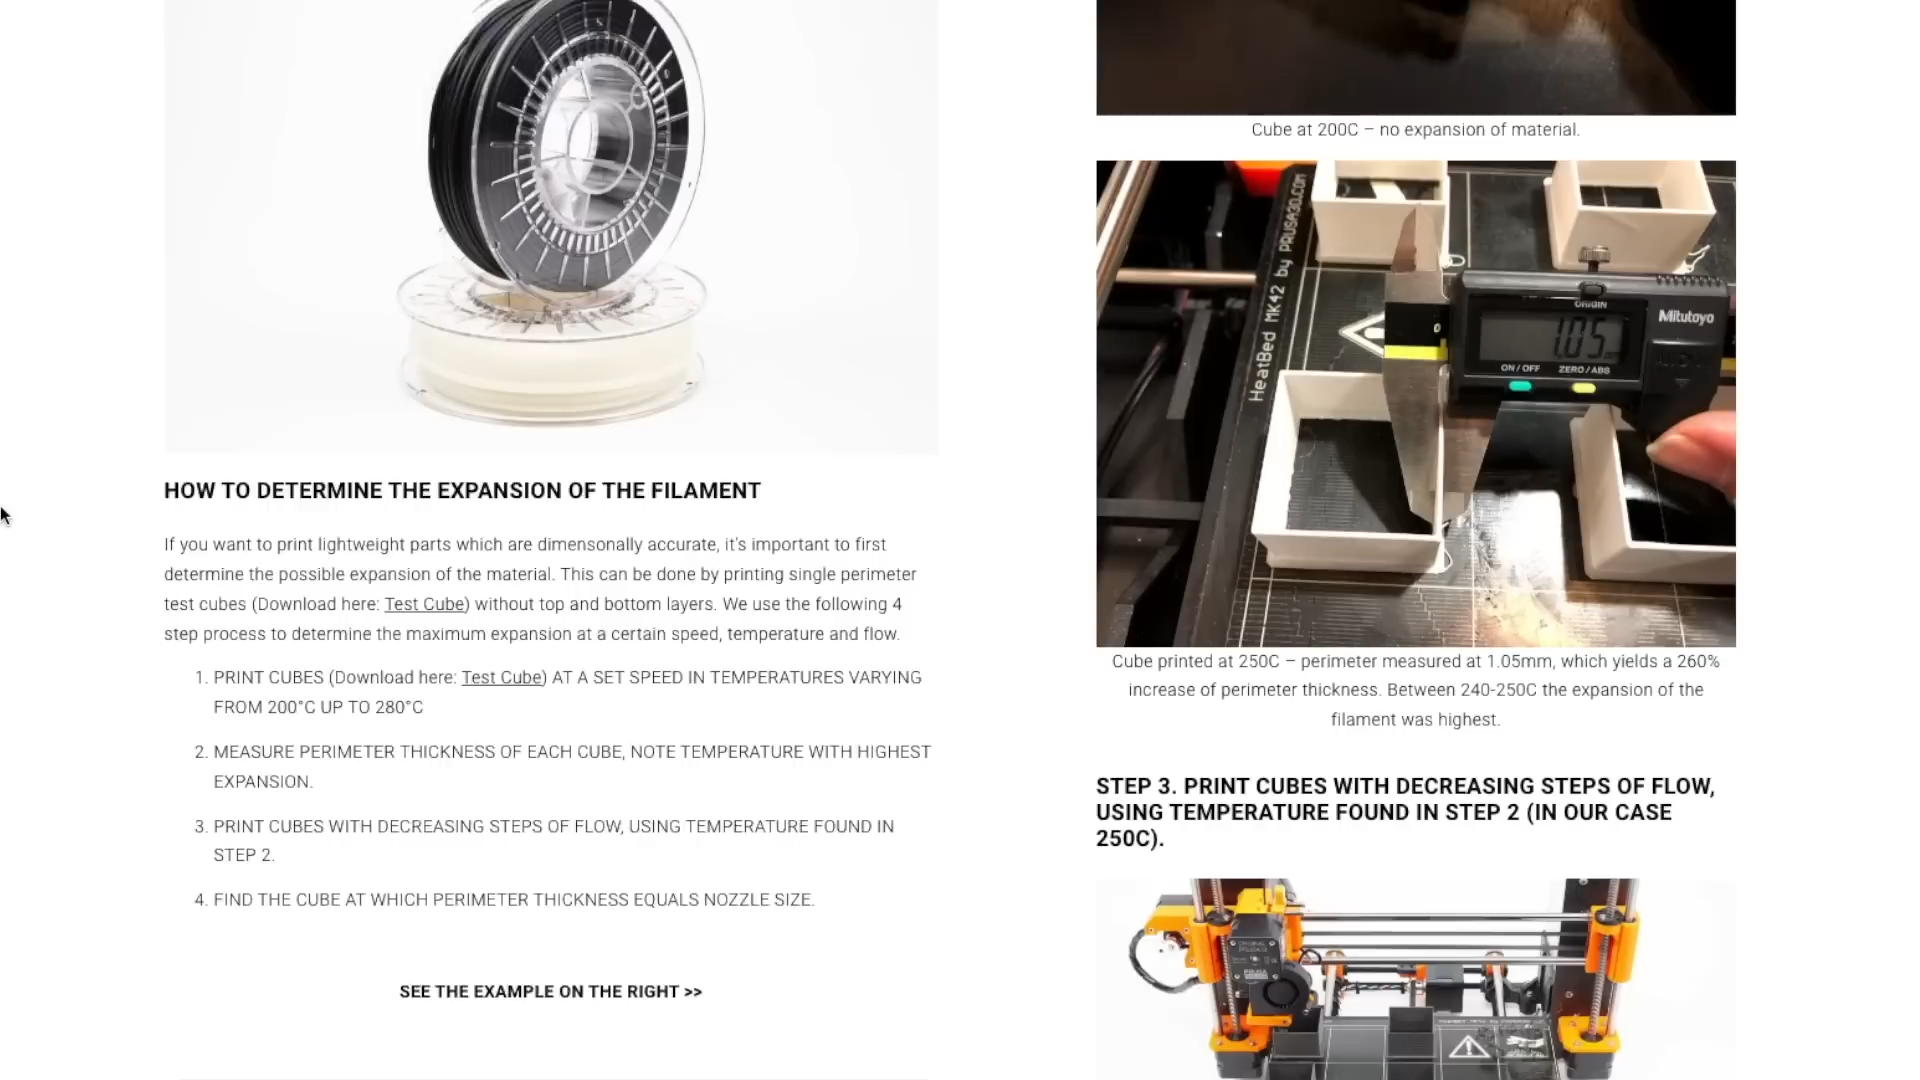 HOW TO DETERMINE THE EXPANSION OF THE FILAMENT
If you want to print lightweight parts which are dimensonally accurate, it's important to first
determine the possible expansion of the material. This can be done by printing single perimeter
test cubes (Download here: Test Cube) without top and bottom layers. We use the following 4
step process to determine the maximum expansion at a certain speed, temperature and flow.
1. PRINT CUBES (Download here: Test Cube) AT A SET SPEED IN TEMPERATURES VARYING
FROM 200°C UP TO 280°C
2. MEASURE PERIMETER THICKNESS OF EACH CUBE, NOTE TEMPERATURE WITH HIGHEST
EXPANSION.
3. PRINT CUBES WITH DECREASING STEPS OF FLOW, USING TEMPERATURE FOUND IN
STEP 2.
4. FIND THE CUBE AT WHICH PERIMETER THICKNESS EQUALS NOZZLE SIZE.
SEE THE EXAMPLE ON THE RIGHT >>
Cube at 200C – no expansion of material.
HeatBed MK42 by PRUSA3D.COM
ORIGIN
Mitutoyo
1.05
ON / OFF
ZERO / ABS
0
Cube printed at 250C – perimeter measured at 1.05mm, which yields a 260%
increase of perimeter thickness. Between 240-250C the expansion of the
filament was highest.
STEP 3. PRINT CUBES WITH DECREASING STEPS OF FLOW,
USING TEMPERATURE FOUND IN STEP 2 (IN OUR CASE
250C).